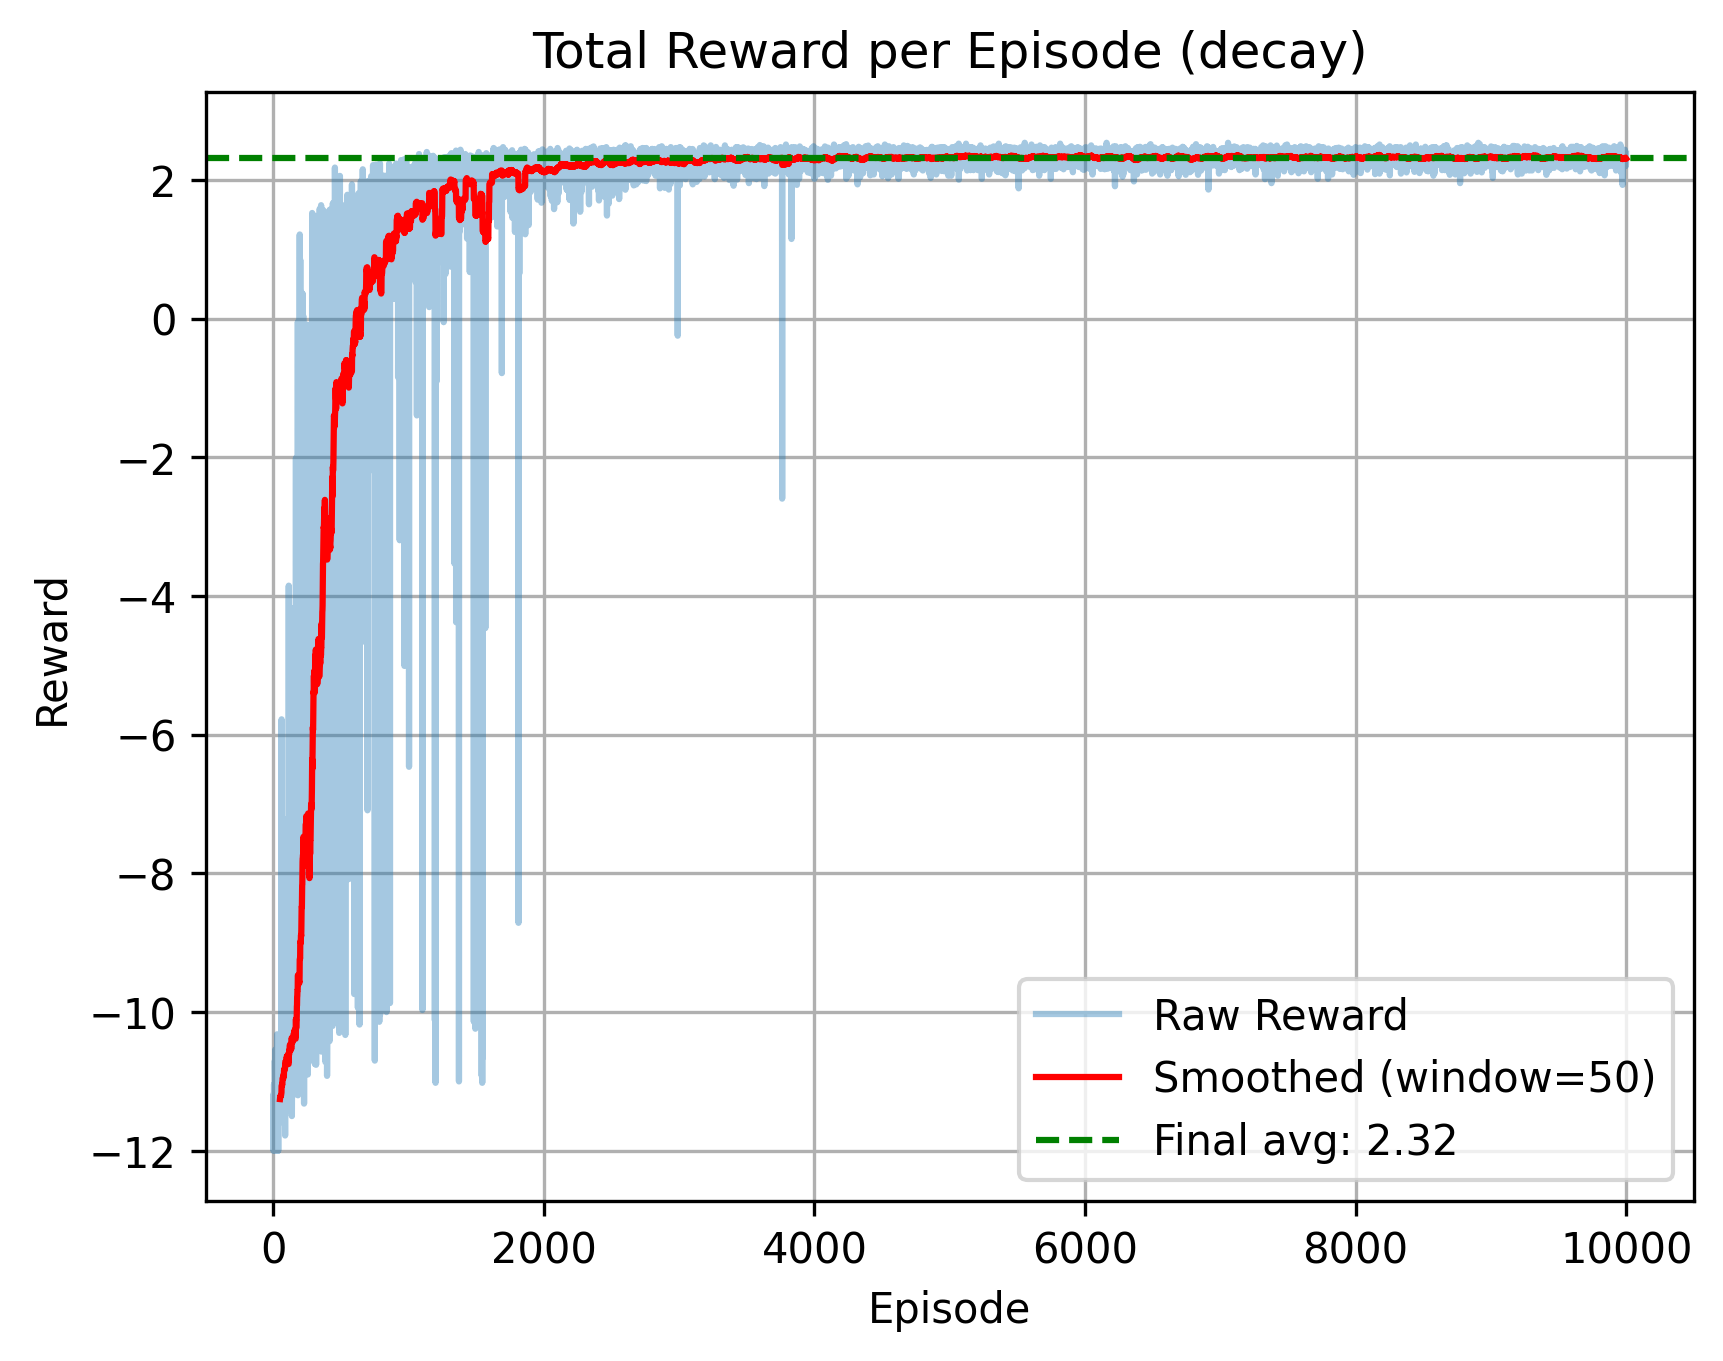 Total Reward per Episode (decay)
2
0
−2
−4
−6
−8
−10
−12
Reward
Raw Reward
Smoothed (window=50)
Final avg: 2.32
0 2000 4000 6000 8000 10000
Episode